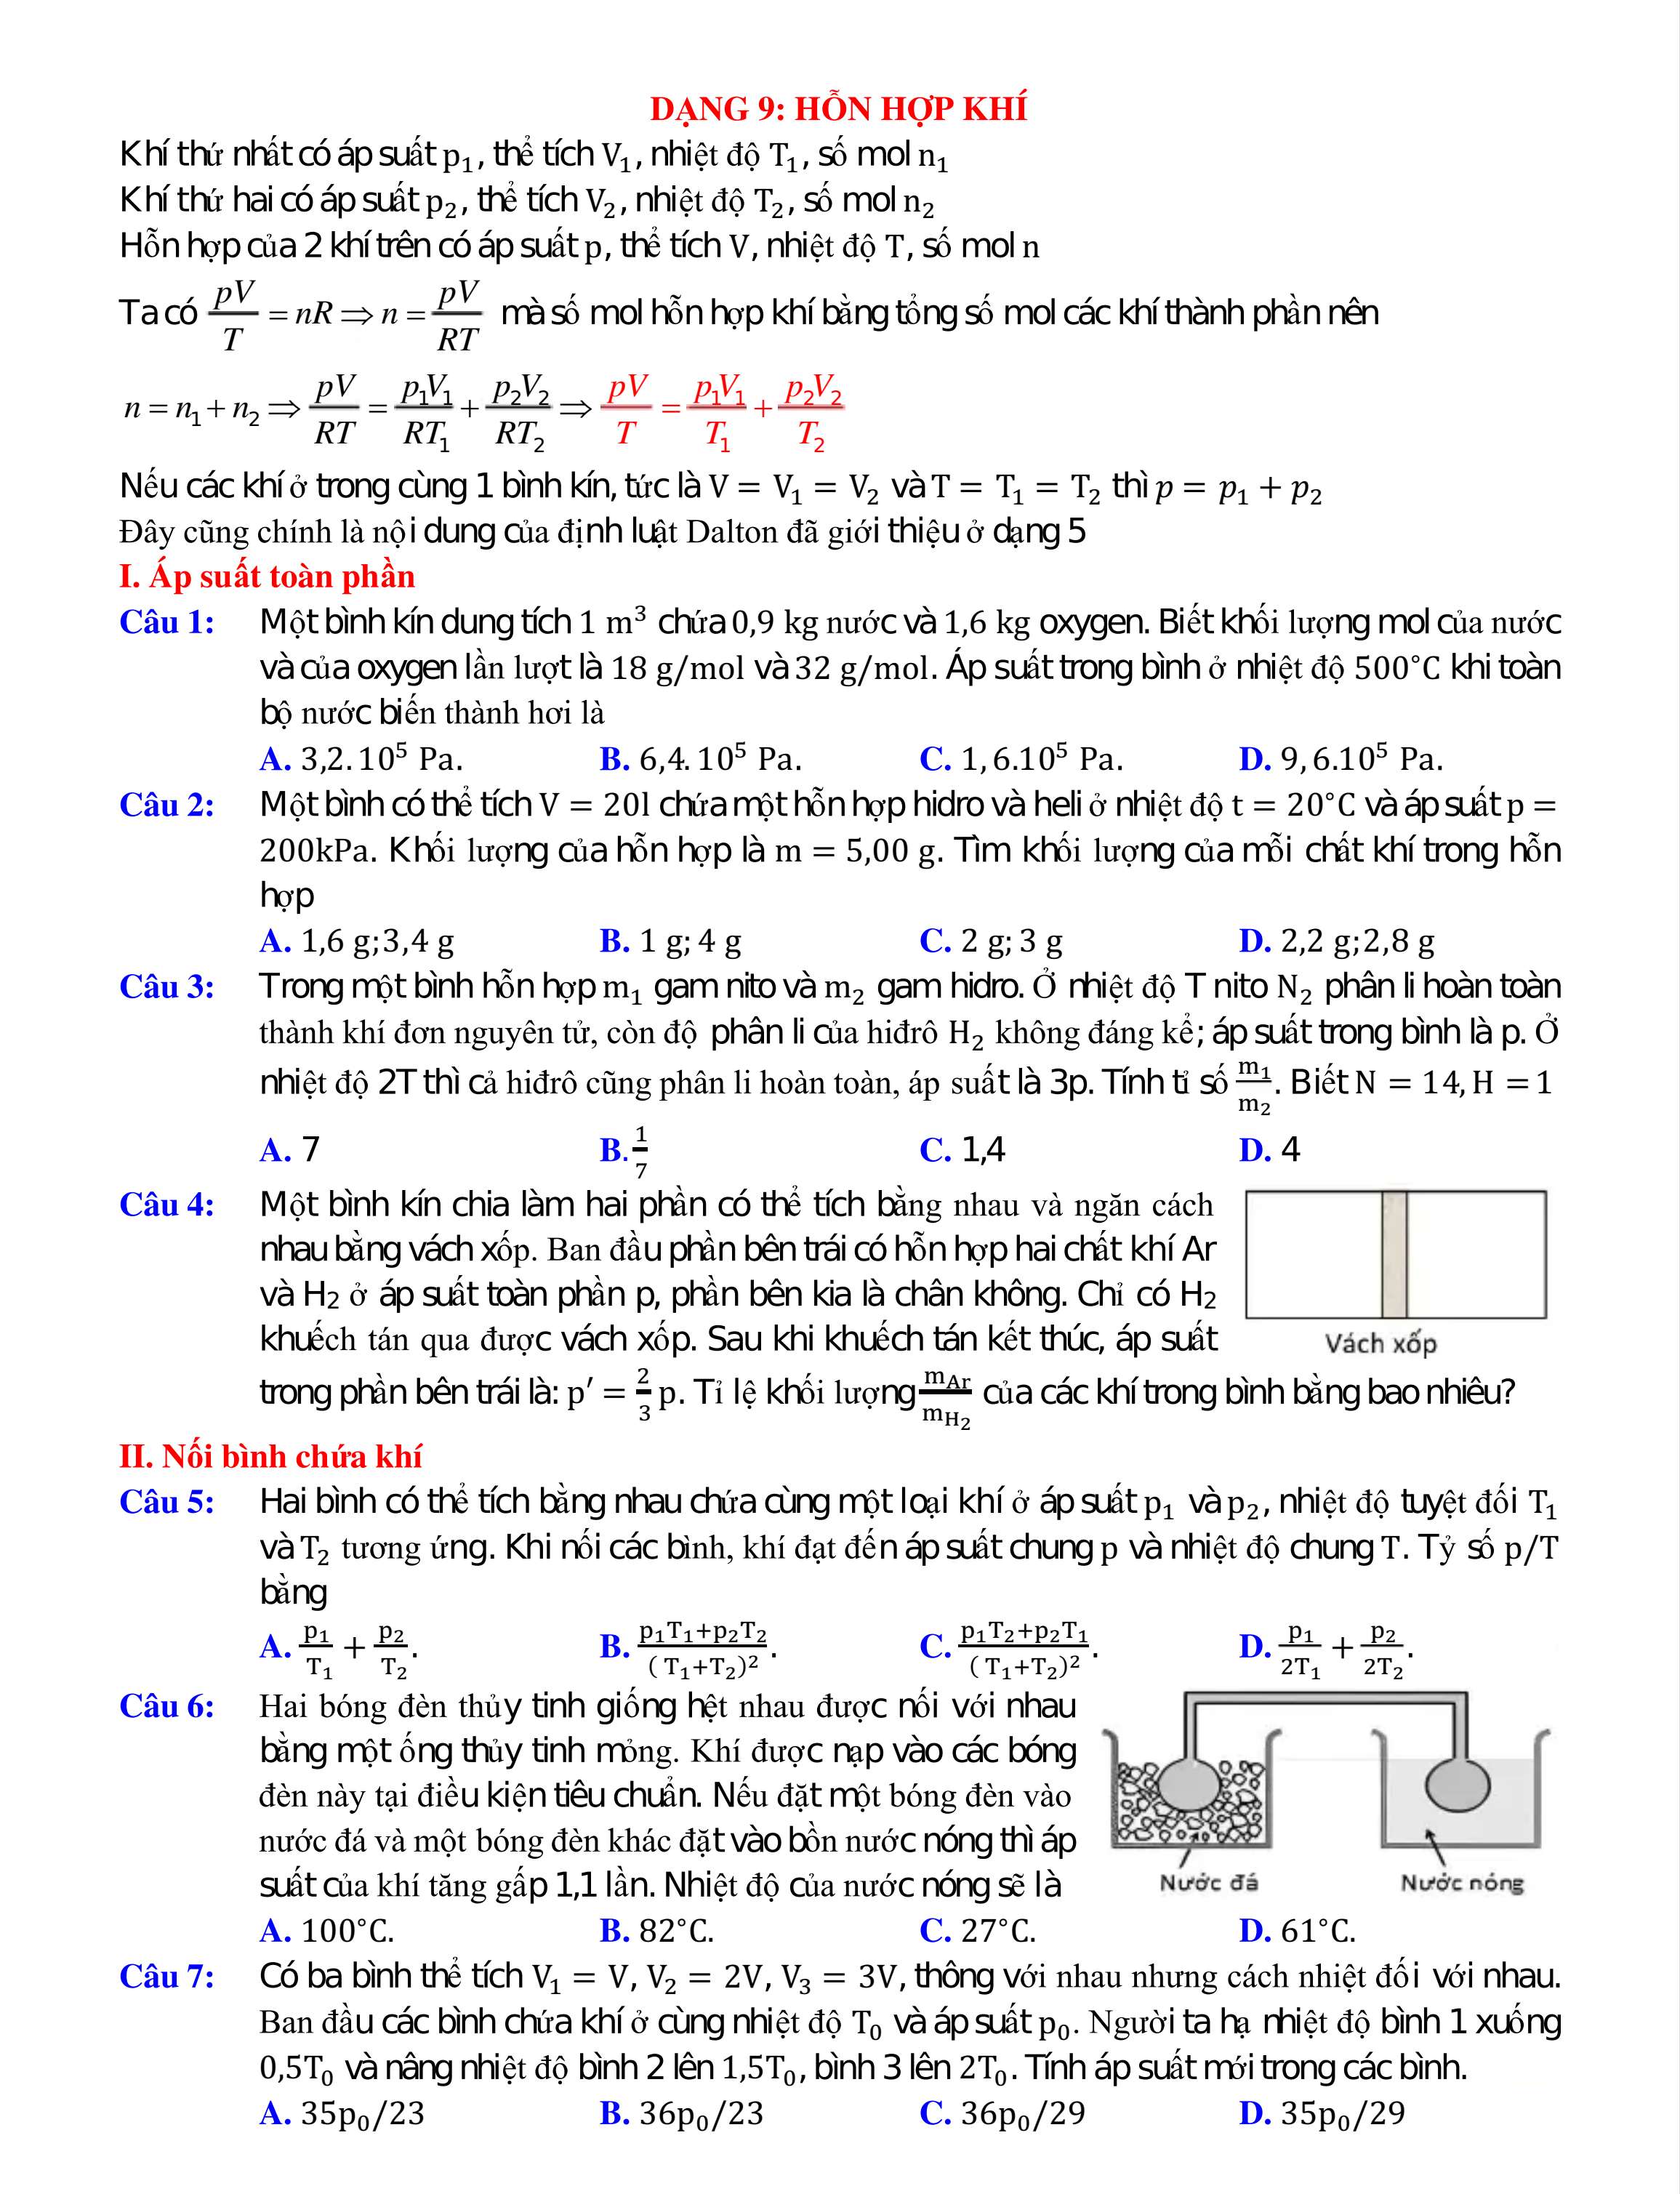 DẠNG 9: HỖN HỢP KHÍ
Khí thứ nhất có áp suất p₁, thể tích V₁, nhiệt độ T₁, số mol n₁
Khí thứ hai có áp suất p₂, thể tích V₂, nhiệt độ T₂, số mol n₂
Hỗn hợp của 2 khí trên có áp suất p, thể tích V, nhiệt độ T, số mol n
Ta có pV/T = nR ⇒ n = pV/RT mà số mol hỗn hợp khí bằng tổng số mol các khí thành phần nên
n = n₁ + n₂ ⇒ pV/RT = p₁V₁/RT₁ + p₂V₂/RT₂ ⇒ pV/T = p₁V₁/T₁ + p₂V₂/T₂
Nếu các khí ở trong cùng 1 bình kín, tức là V = V₁ = V₂ và T = T₁ = T₂ thì p = p₁ + p₂
Đây cũng chính là nội dung của định luật Dalton đã giới thiệu ở dạng 5
I. Áp suất toàn phần
Câu 1: Một bình kín dung tích 1 m³ chứa 0,9 kg nước và 1,6 kg oxygen. Biết khối lượng mol của nước
và của oxygen lần lượt là 18 g/mol và 32 g/mol. Áp suất trong bình ở nhiệt độ 500°C khi toàn
bộ nước biến thành hơi là
A. 3,2.10⁵ Pa. B. 6,4.10⁵ Pa. C. 1,6.10⁵ Pa. D. 9,6.10⁵ Pa.
Câu 2: Một bình có thể tích V = 20l chứa một hỗn hợp hidro và heli ở nhiệt độ t = 20°C và áp suất p =
200kPa. Khối lượng của hỗn hợp là m = 5,00 g. Tìm khối lượng của mỗi chất khí trong hỗn
hợp
A. 1,6 g;3,4 g B. 1 g; 4 g C. 2 g; 3 g D. 2,2 g;2,8 g
Câu 3: Trong một bình hỗn hợp m₁ gam nito và m₂ gam hidro. Ở nhiệt độ T nito N₂ phân li hoàn toàn
thành khí đơn nguyên tử, còn độ phân li của hiđrô H₂ không đáng kể; áp suất trong bình là p. Ở
nhiệt độ 2T thì cả hiđrô cũng phân li hoàn toàn, áp suất là 3p. Tính tỉ số m₁/m₂. Biết N = 14, H = 1
A. 7 B. 1/7 C. 1,4 D. 4
Câu 4: Một bình kín chia làm hai phần có thể tích bằng nhau và ngăn cách
nhau bằng vách xốp. Ban đầu phần bên trái có hỗn hợp hai chất khí Ar
và H₂ ở áp suất toàn phần p, phần bên kia là chân không. Chỉ có H₂
khuếch tán qua được vách xốp. Sau khi khuếch tán kết thúc, áp suất
Vách xốp
trong phần bên trái là: p′ = 2/3 p. Tỉ lệ khối lượng m_Ar/m_H₂ của các khí trong bình bằng bao nhiêu?
II. Nối bình chứa khí
Câu 5: Hai bình có thể tích bằng nhau chứa cùng một loại khí ở áp suất p₁ và p₂, nhiệt độ tuyệt đối T₁
và T₂ tương ứng. Khi nối các bình, khí đạt đến áp suất chung p và nhiệt độ chung T. Tỷ số p/T
bằng
A. p₁/T₁ + p₂/T₂. B. (p₁T₁+p₂T₂)/(T₁+T₂)². C. (p₁T₂+p₂T₁)/(T₁+T₂)². D. p₁/2T₁ + p₂/2T₂.
Câu 6: Hai bóng đèn thủy tinh giống hệt nhau được nối với nhau
bằng một ống thủy tinh mỏng. Khí được nạp vào các bóng
đèn này tại điều kiện tiêu chuẩn. Nếu đặt một bóng đèn vào
nước đá và một bóng đèn khác đặt vào bồn nước nóng thì áp
suất của khí tăng gấp 1,1 lần. Nhiệt độ của nước nóng sẽ là
Nước đá Nước nóng
A. 100°C. B. 82°C. C. 27°C. D. 61°C.
Câu 7: Có ba bình thể tích V₁ = V, V₂ = 2V, V₃ = 3V, thông với nhau nhưng cách nhiệt đối với nhau.
Ban đầu các bình chứa khí ở cùng nhiệt độ T₀ và áp suất p₀. Người ta hạ nhiệt độ bình 1 xuống
0,5T₀ và nâng nhiệt độ bình 2 lên 1,5T₀, bình 3 lên 2T₀. Tính áp suất mới trong các bình.
A. 35p₀/23 B. 36p₀/23 C. 36p₀/29 D. 35p₀/29